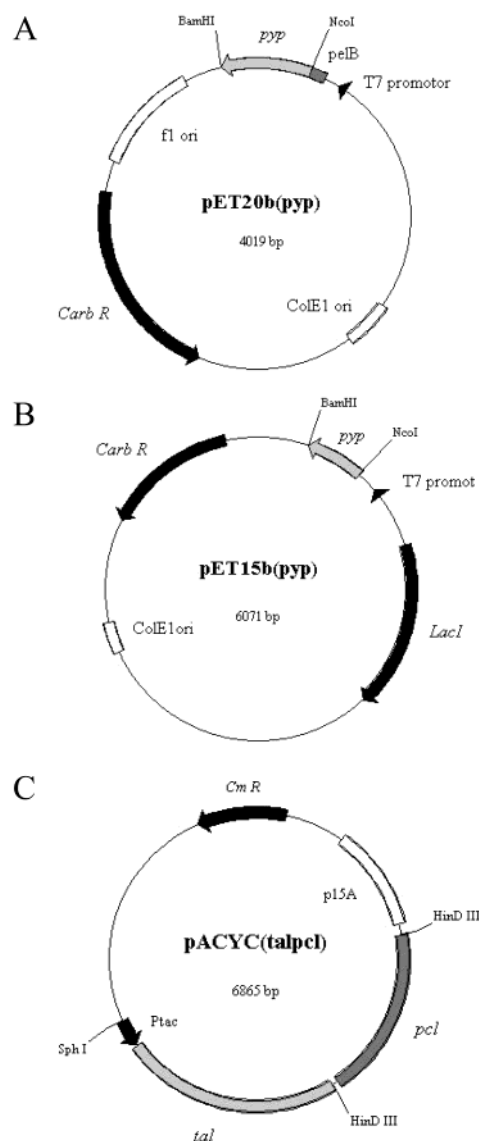 A
BamHI
pyp
NcoI
pelB
T7 promotor
f1 ori
pET20b(pyp)
4019 bp
ColE1 ori
Carb R
B
BamHI
Carb R
pyp
NcoI
T7 promot
pET15b(pyp)
ColE1ori
6071 bp
LacI
C
Cm R
p15A
HinD III
pACYC(talpcl)
6865 bp
Ptac
Sph I
pcl
HinD III
tal